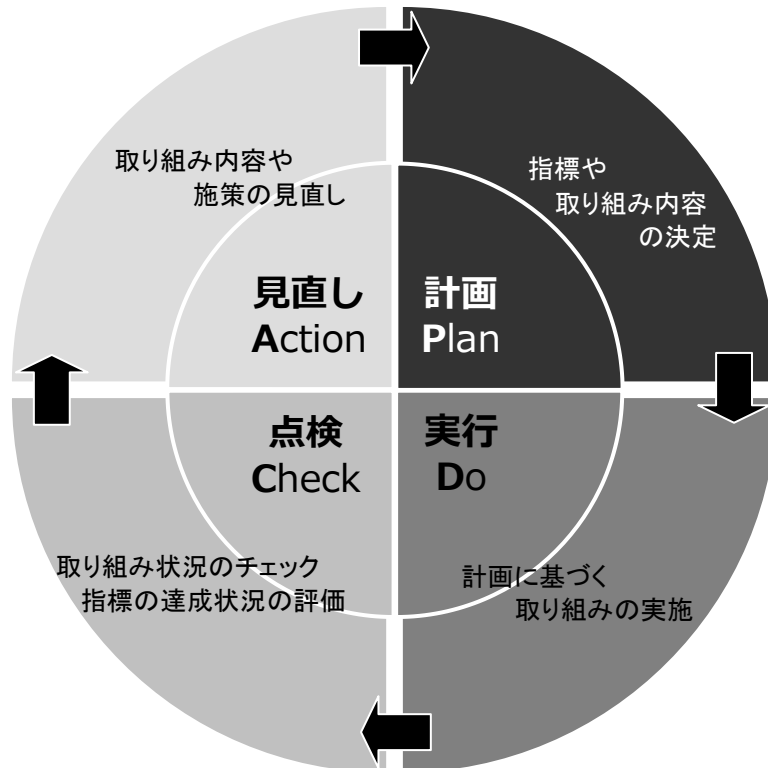 取り組み内容や
施策の見直し
見直し
Action
指標や
取り組み内容
の決定
計画
Plan
点検
Check
取り組み状況のチェック
指標の達成状況の評価
実行
Do
計画に基づく
取り組みの実施